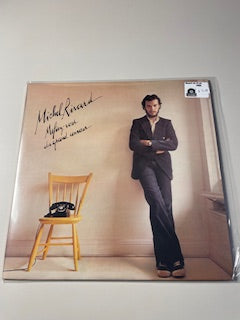 Michel Rivard
Méfiez-vous
du grand amour